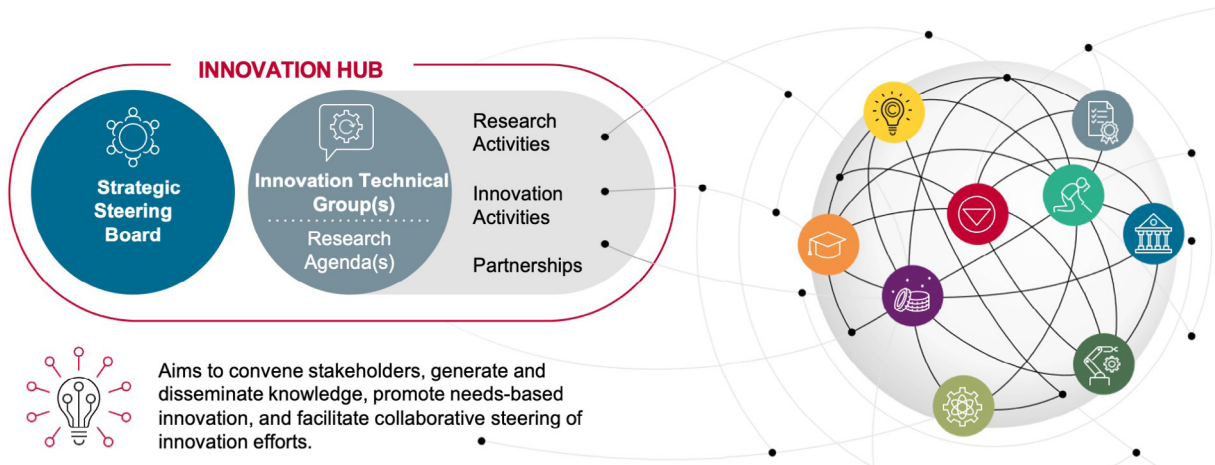 INNOVATION HUB
Strategic
Steering
Board
Innovation Technical
Group(s)
Research
Agenda(s)
Research
Activities
Innovation
Activities
Partnerships
Aims to convene stakeholders, generate and
disseminate knowledge, promote needs-based
innovation, and facilitate collaborative steering of
innovation efforts.